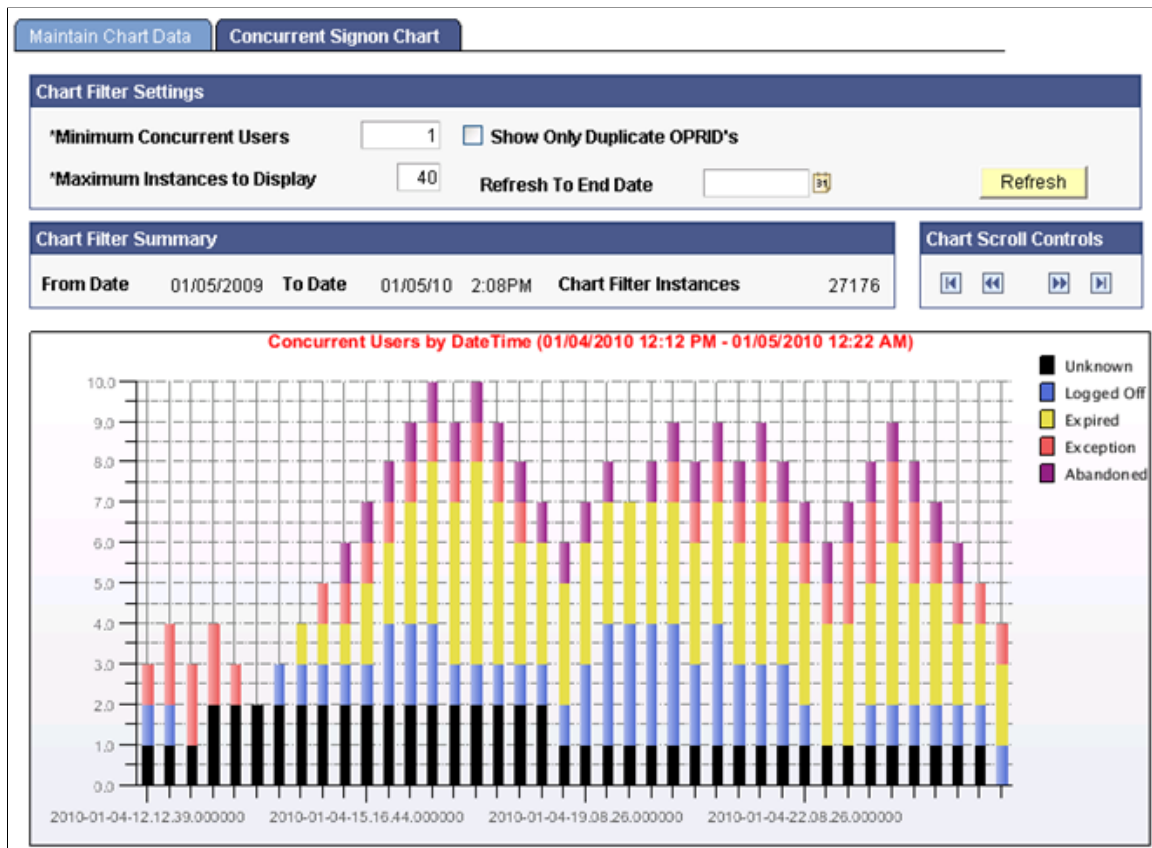 Maintain Chart Data
Concurrent Signon Chart
Chart Filter Settings
*Minimum Concurrent Users 1 Show Only Duplicate OPRID's
*Maximum Instances to Display 40 Refresh To End Date 31 Refresh
Chart Filter Summary
From Date 01/05/2009 To Date 01/05/10 2:08PM Chart Filter Instances 27176
Chart Scroll Controls
Concurrent Users by DateTime (01/04/2010 12:12 PM - 01/05/2010 12:22 AM)
Unknown
Logged Off
Expired
Exception
Abandoned
10.0
9.0
8.0
7.0
6.0
5.0
4.0
3.0
2.0
1.0
0.0
2010-01-04-12.12.39.000000 2010-01-04-15.16.44.000000 2010-01-04-19.08.26.000000 2010-01-04-22.08.26.000000